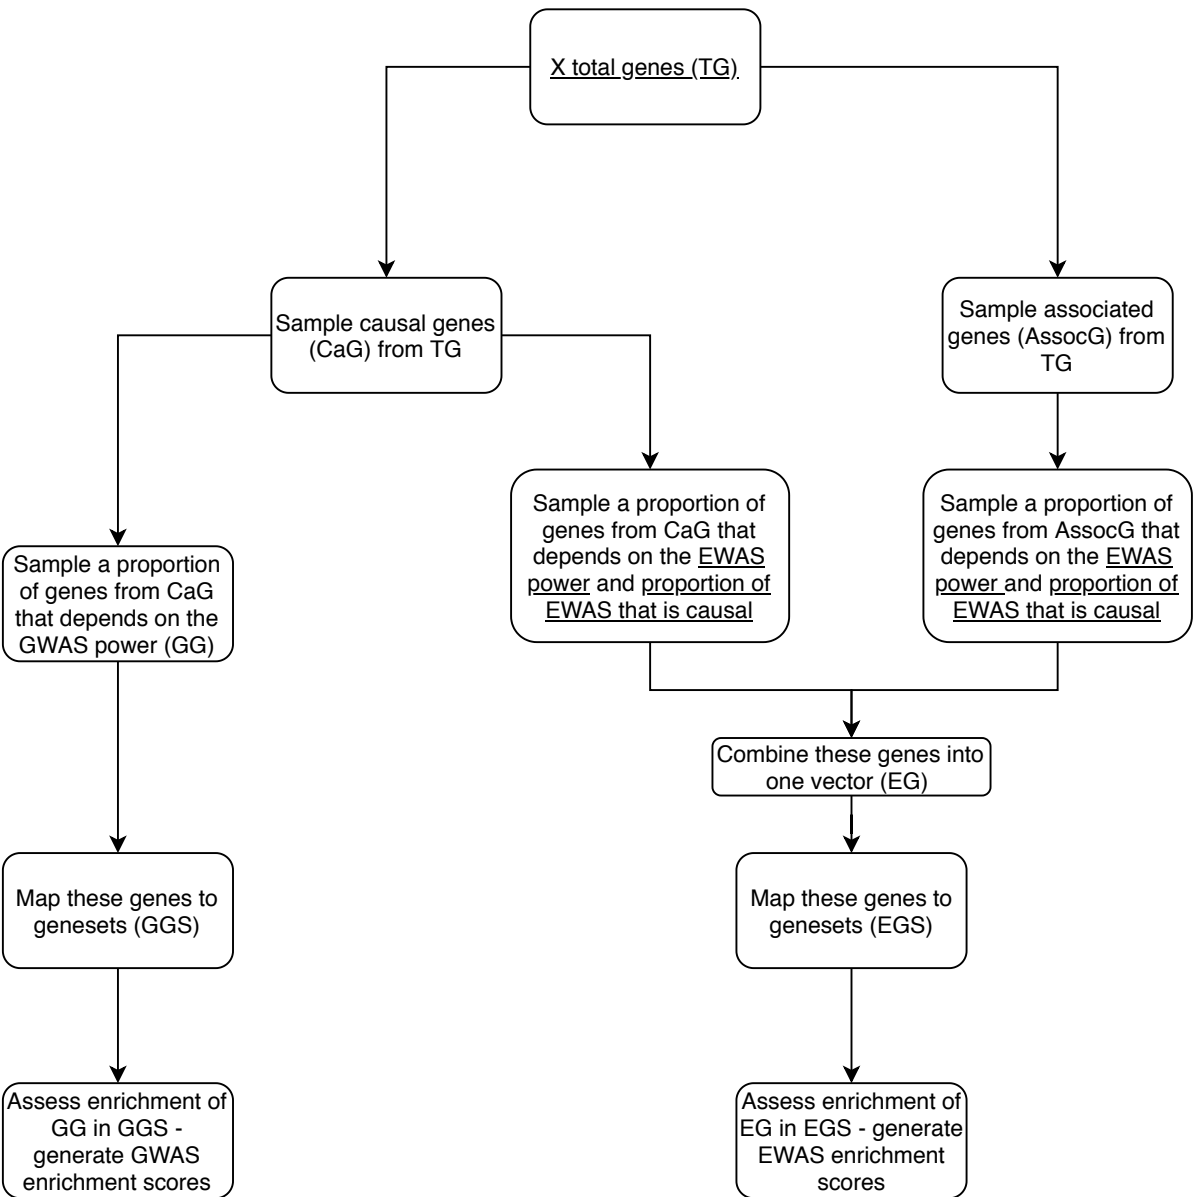 X total genes (TG)
Sample causal genes
(CaG) from TG
Sample associated
genes (AssocG) from
TG
Sample a proportion
of genes from CaG
that depends on the
GWAS power (GG)
Sample a proportion of
genes from CaG that
depends on the EWAS
power and proportion of
EWAS that is causal
Sample a proportion of
genes from AssocG that
depends on the EWAS
power and proportion of
EWAS that is causal
Combine these genes into
one vector (EG)
Map these genes to
genesets (GGS)
Map these genes to
genesets (EGS)
Assess enrichment of
GG in GGS -
generate GWAS
enrichment scores
Assess enrichment of
EG in EGS - generate
EWAS enrichment
scores